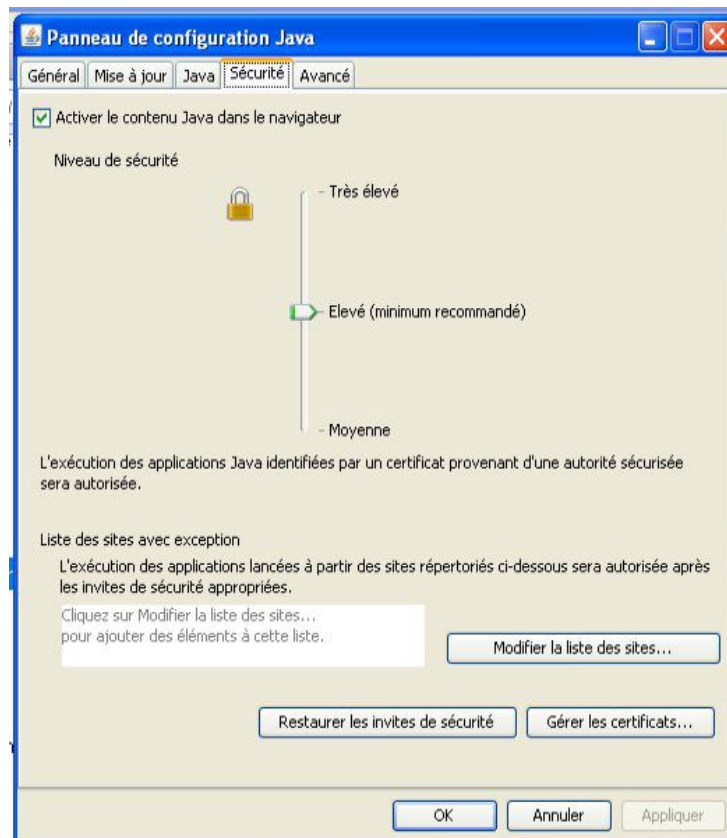 Panneau de configuration Java
Général Mise à jour Java Sécurité Avancé
Activer le contenu Java dans le navigateur
Niveau de sécurité
- Très élevé
- Elevé (minimum recommandé)
- Moyenne
L'exécution des applications Java identifiées par un certificat provenant d'une autorité sécurisée
sera autorisée.
Liste des sites avec exception
L'exécution des applications lancées à partir des sites répertoriés ci-dessous sera autorisée après
les invites de sécurité appropriées.
Cliquez sur Modifier la liste des sites...
pour ajouter des éléments à cette liste.
Modifier la liste des sites...
Restaurer les invites de sécurité Gérer les certificats...
OK Annuler Appliquer